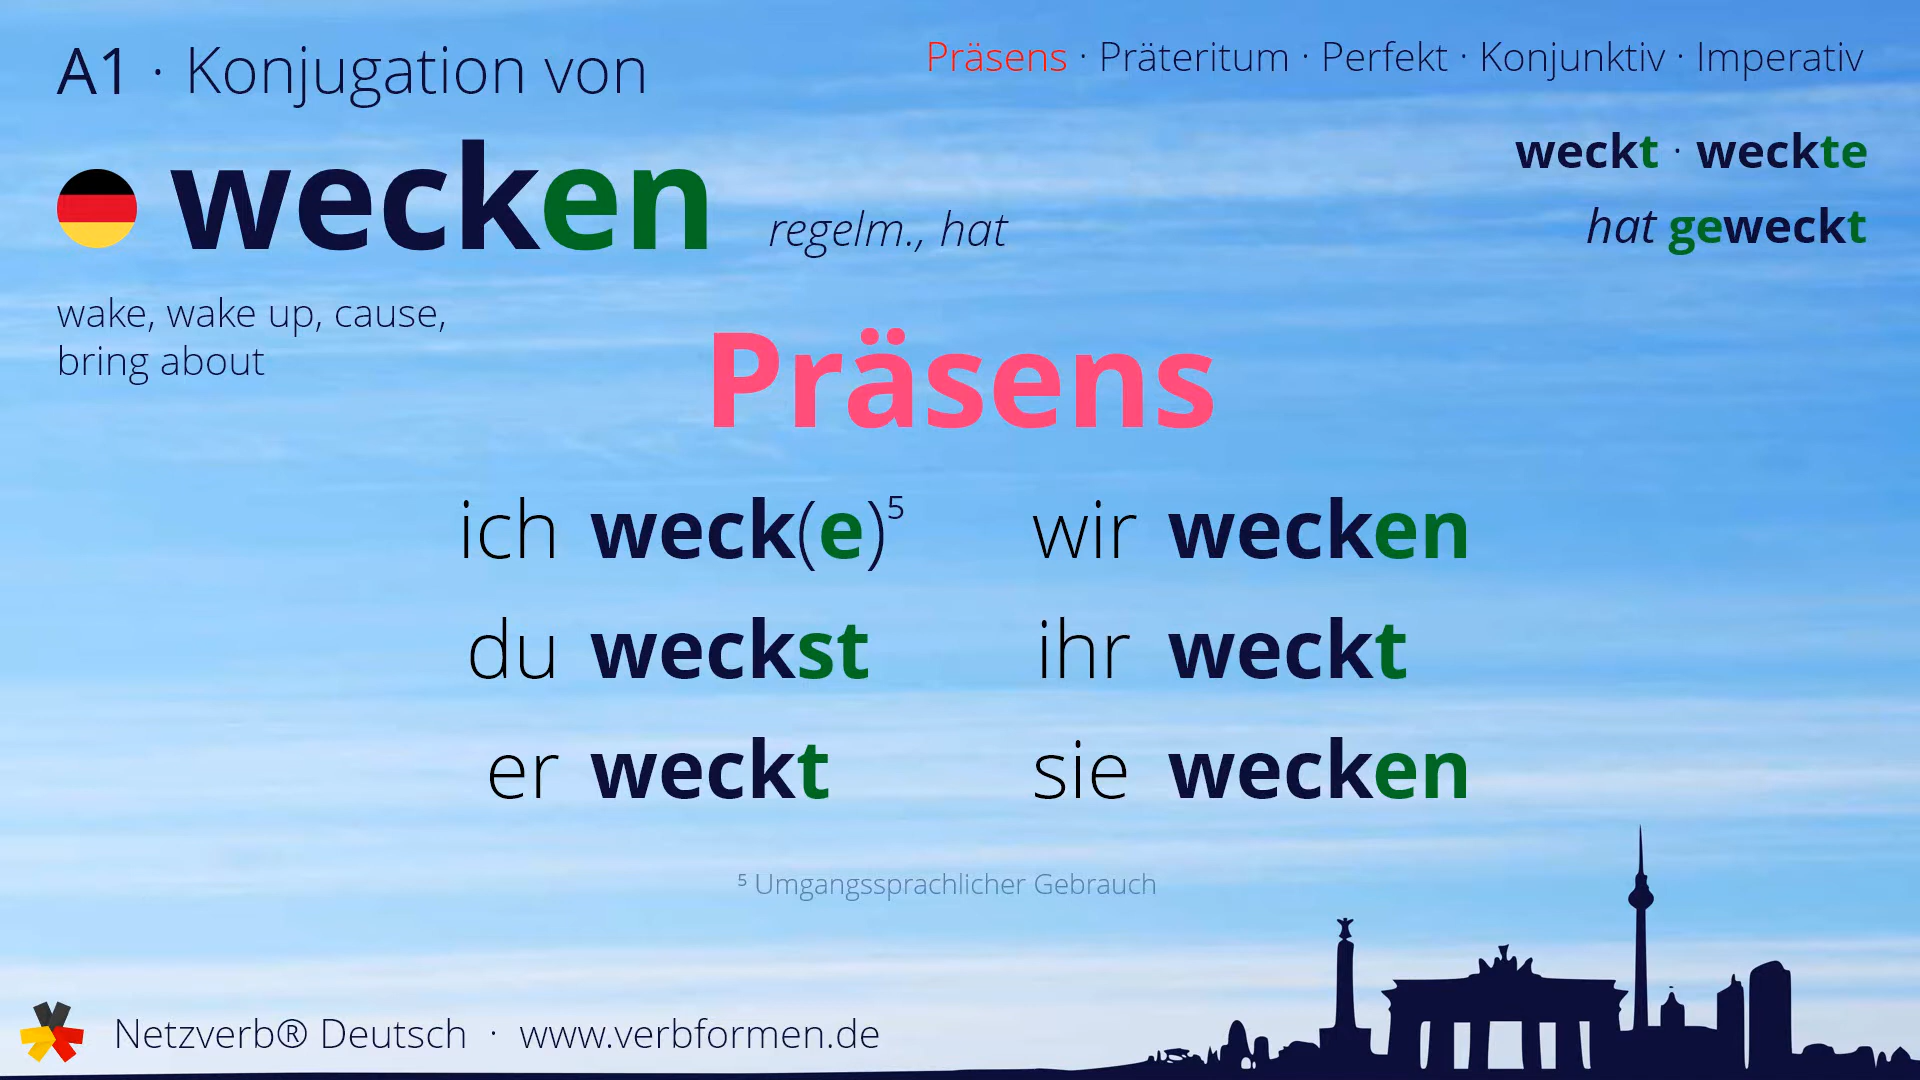 A1 · Konjugation von
Präsens · Präteritum · Perfekt · Konjunktiv · Imperativ
wecken regelm., hat
weckt · weckte
hat geweckt
wake, wake up, cause,
bring about
Präsens
ich weck(e)⁵
du weckst
er weckt
wir wecken
ihr weckt
sie wecken
⁵ Umgangssprachlicher Gebrauch
Netzverb® Deutsch · www.verbformen.de